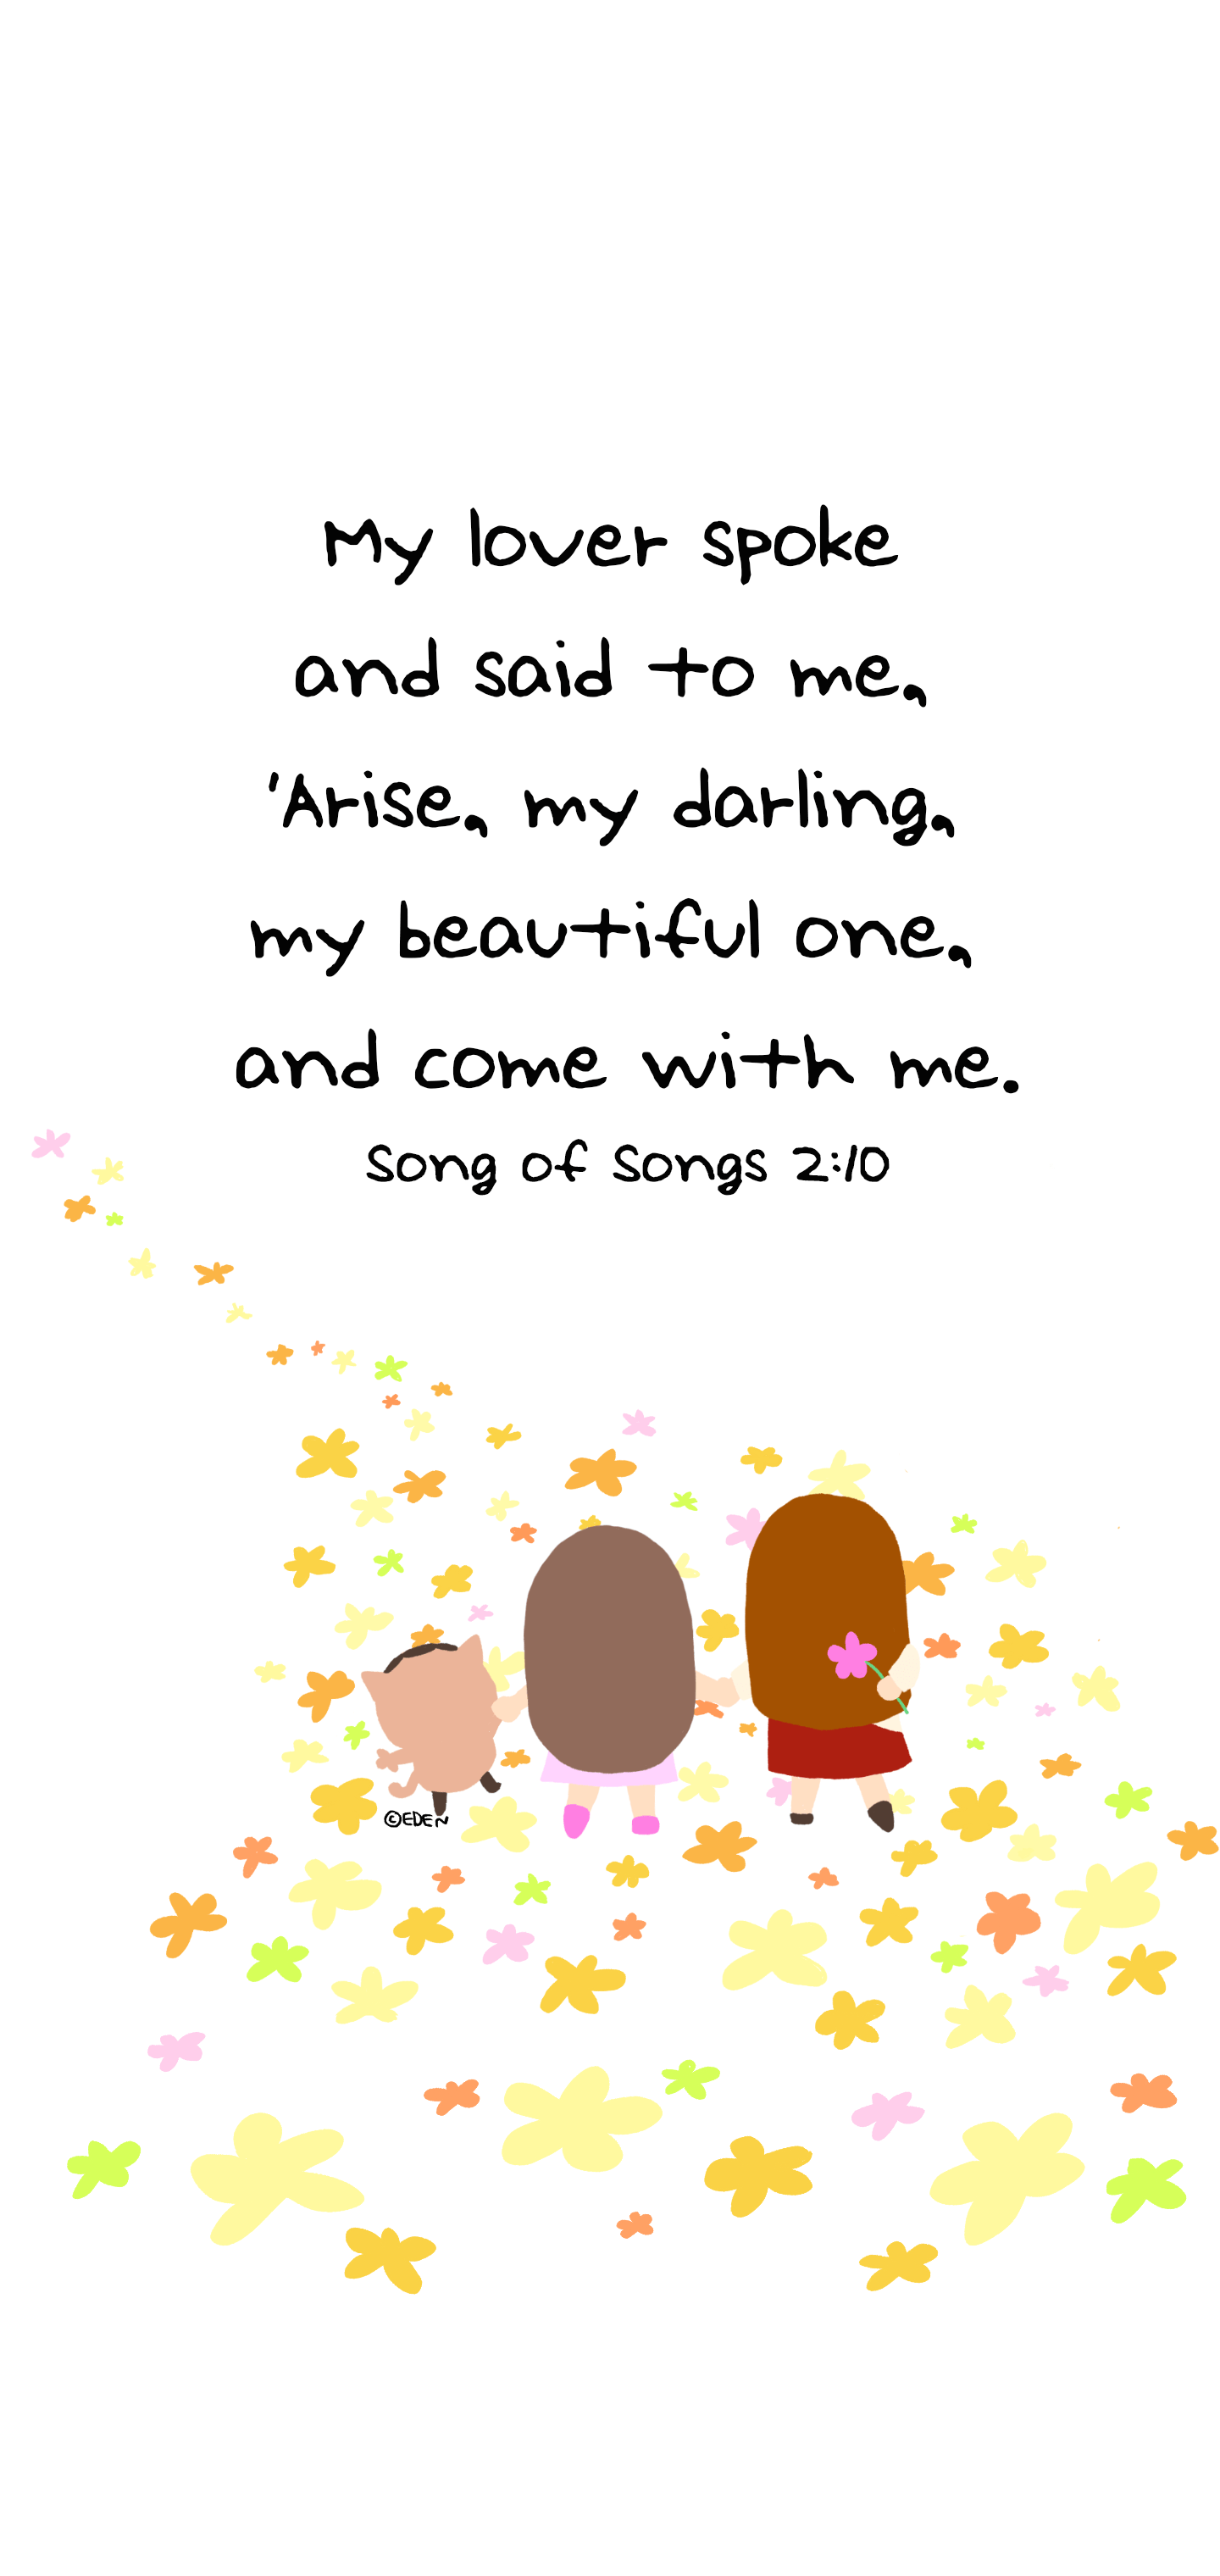 My lover spoke
and said to me,
'Arise, my darling,
my beautiful one,
and come with me.
Song of Songs 2:10
©EDEN